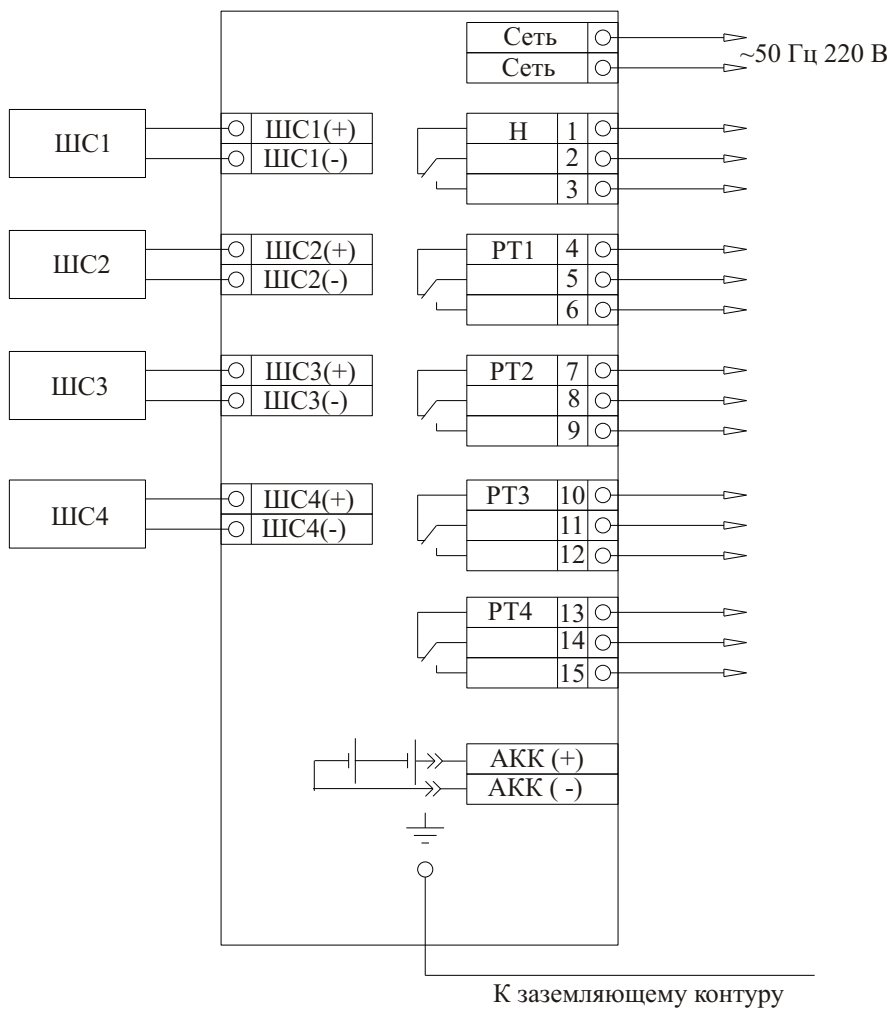 Сеть
Сеть
~50 Гц 220 В
ШС1
ШС1(+)
ШС1(-)
Н 1
2
3
ШС2
ШС2(+)
ШС2(-)
РТ1 4
5
6
ШС3
ШС3(+)
ШС3(-)
РТ2 7
8
9
ШС4
ШС4(+)
ШС4(-)
РТ3 10
11
12
РТ4 13
14
15
АКК (+)
АКК ( -)
К заземляющему контуру